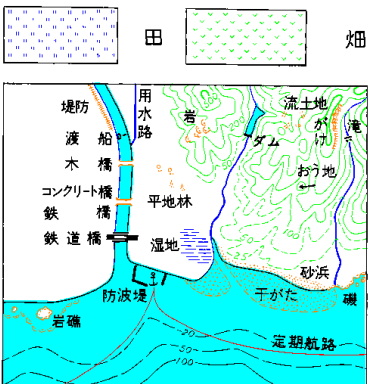 田
畑
堤防
用水路
岩
流土地
がけ
滝
渡船
ダム
木橋
おう地
コンクリート橋
平地林
鉄橋
鉄道橋
湿地
砂浜
防波堤
干がた
磯
岩礁
定期航路
20
50
100